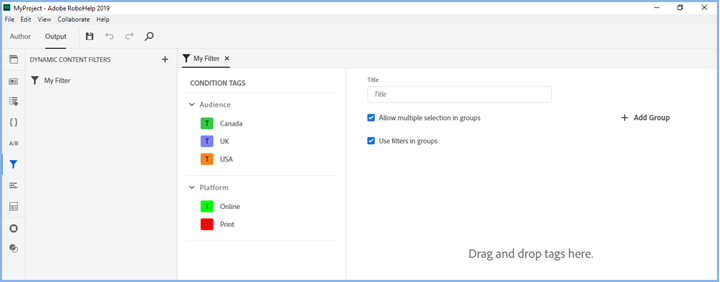 MyProject - Adobe RoboHelp 2019
File Edit View Collaborate Help
Author Output
DYNAMIC CONTENT FILTERS
My Filter
My Filter
CONDITION TAGS
Audience
T Canada
T UK
T USA
Platform
T Online
Print
Title
Title
Allow multiple selection in groups
Add Group
Use filters in groups
Drag and drop tags here.
{ }
A/B